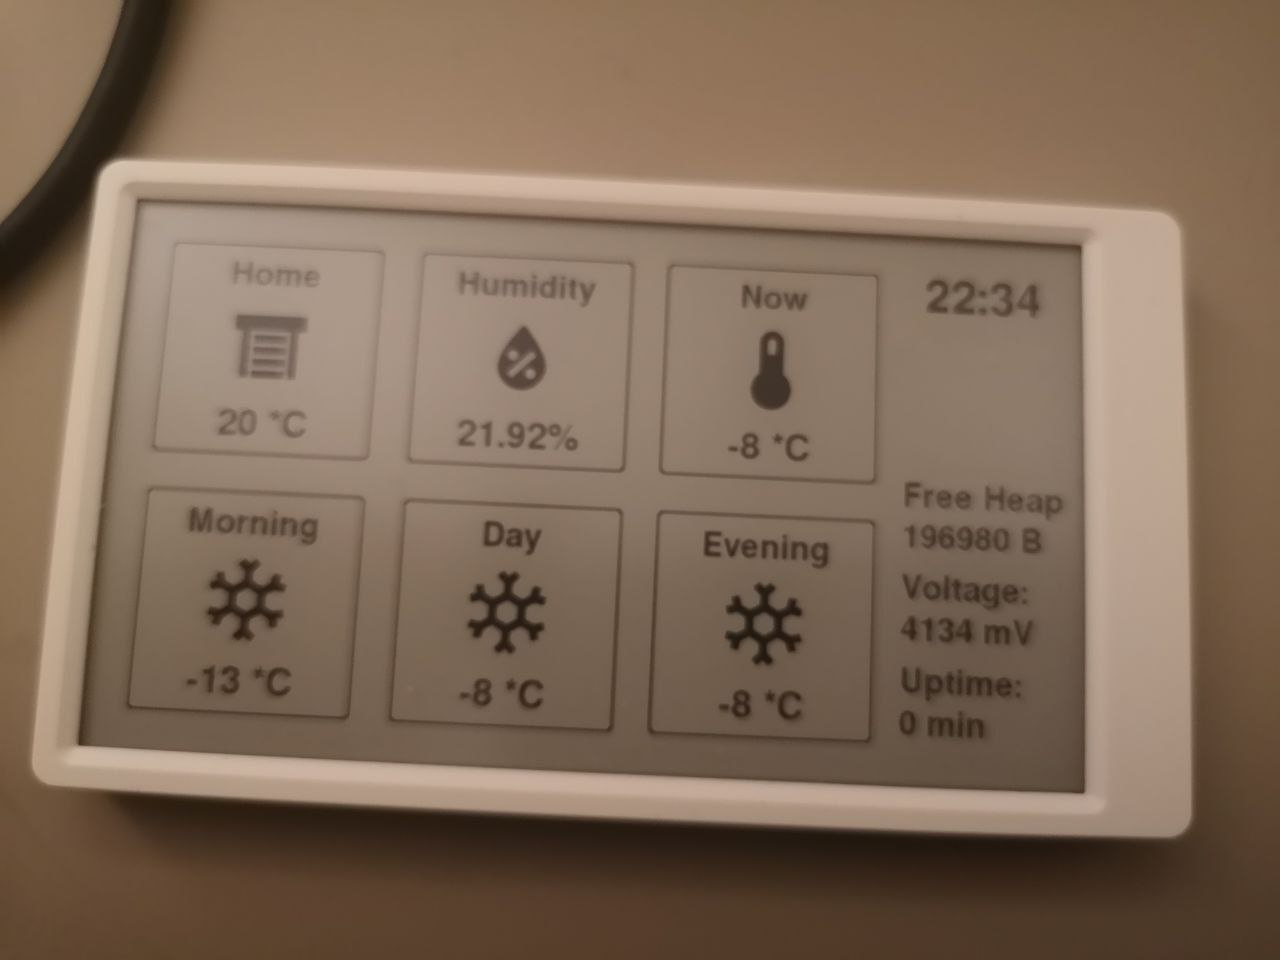 Home
20 °C
Humidity
21.92%
Now
-8 °C
22:34
Morning
-13 °C
Day
-8 °C
Evening
-8 °C
Free Heap
196980 B
Voltage:
4134 mV
Uptime:
0 min